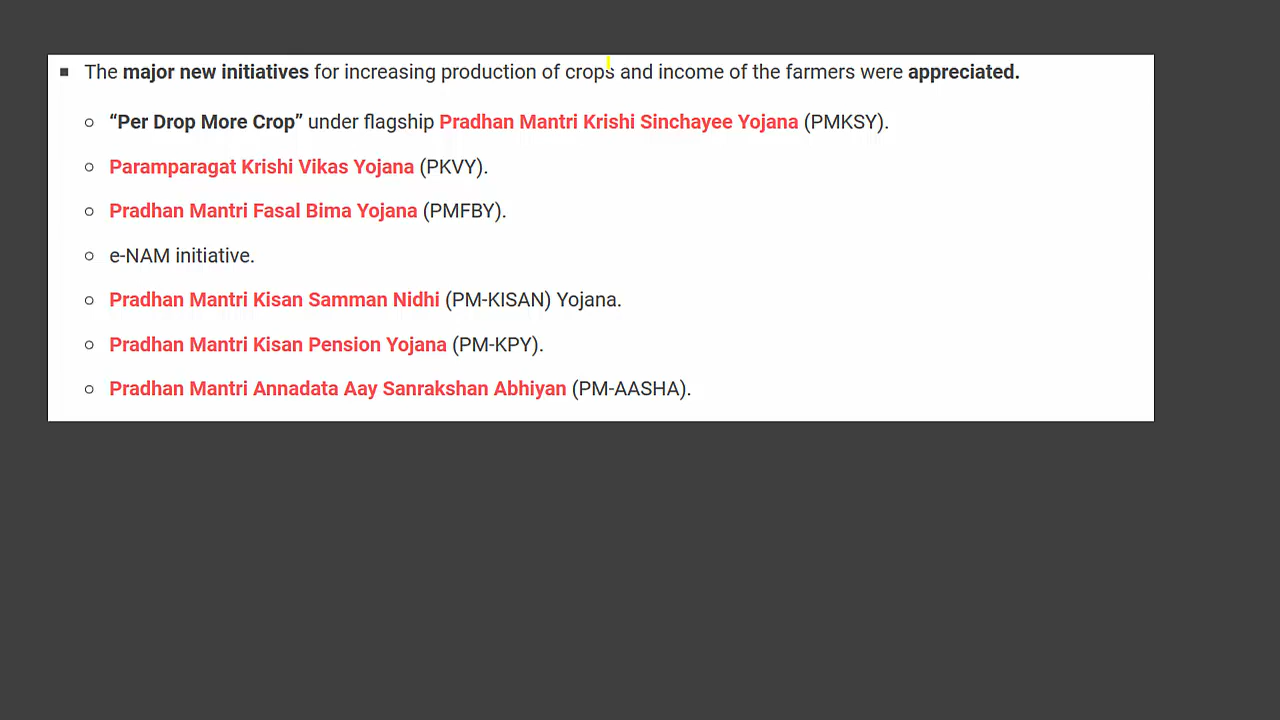 The major new initiatives for increasing production of crops and income of the farmers were appreciated.
“Per Drop More Crop” under flagship Pradhan Mantri Krishi Sinchayee Yojana (PMKSY).
Paramparagat Krishi Vikas Yojana (PKVY).
Pradhan Mantri Fasal Bima Yojana (PMFBY).
e-NAM initiative.
Pradhan Mantri Kisan Samman Nidhi (PM-KISAN) Yojana.
Pradhan Mantri Kisan Pension Yojana (PM-KPY).
Pradhan Mantri Annadata Aay Sanrakshan Abhiyan (PM-AASHA).